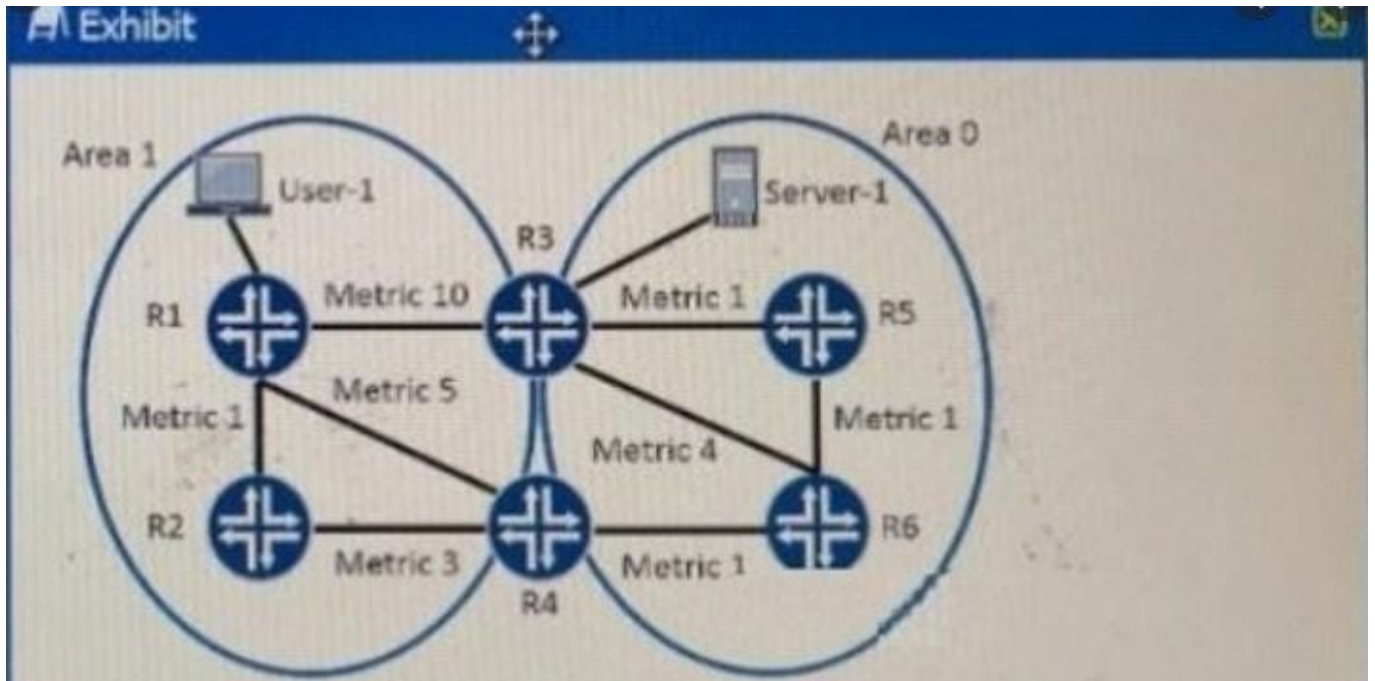 Exhibit
Area 1
Area 0
User-1
Server-1
R3
R1
Metric 10
Metric 1
R5
Metric 5
Metric 1
Metric 1
Metric 4
R2
R6
Metric 3
Metric 1
R4